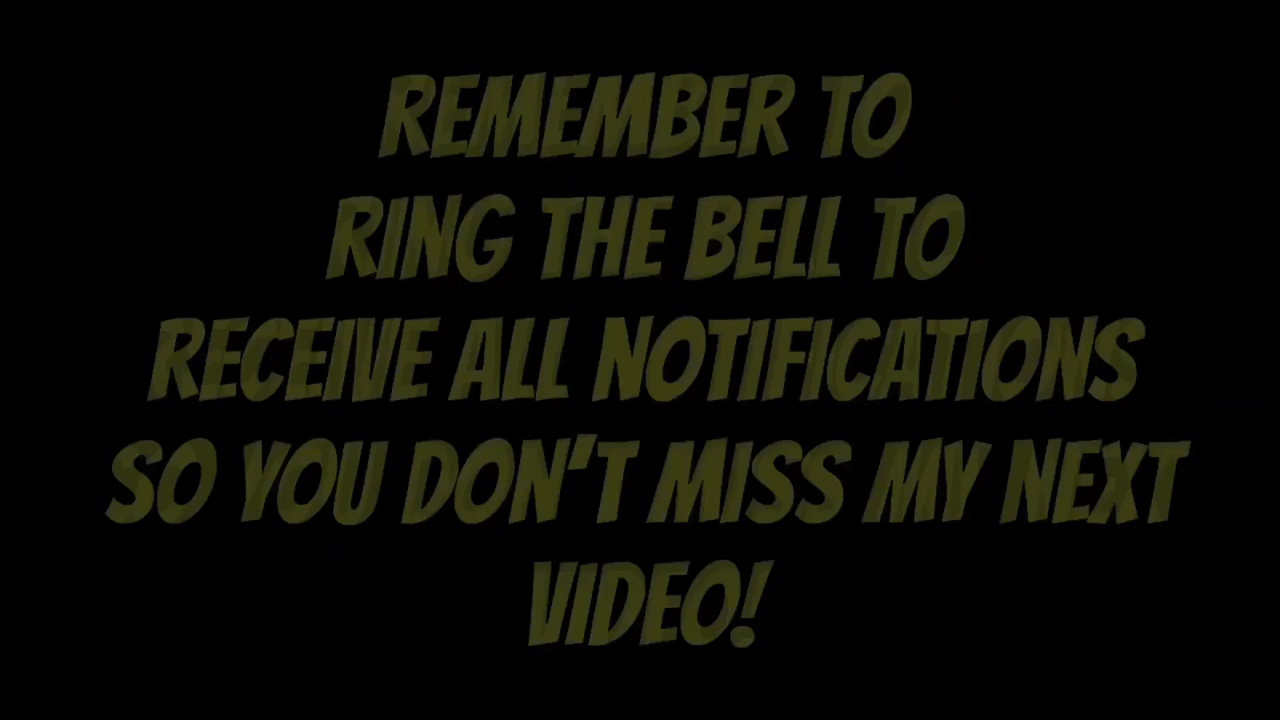 REMEMBER TO
RING THE BELL TO
RECEIVE ALL NOTIFICATIONS
SO YOU DON'T MISS MY NEXT
VIDEO!